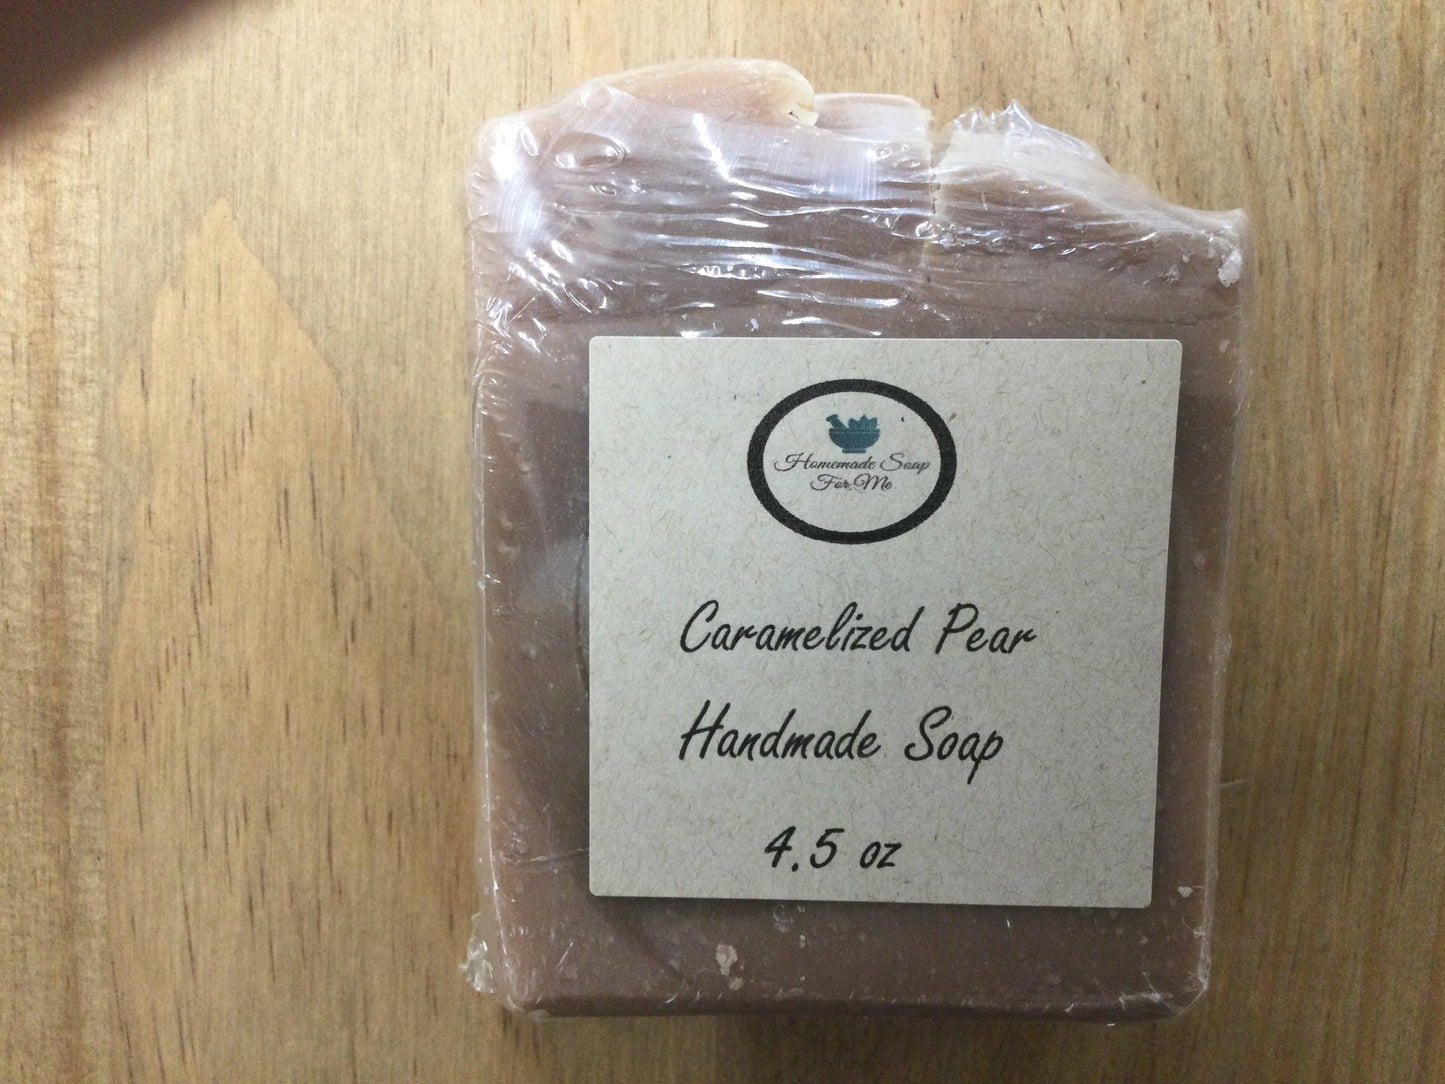 Homemade Soap
For Me
Caramelized Pear
Handmade Soap
4.5 oz